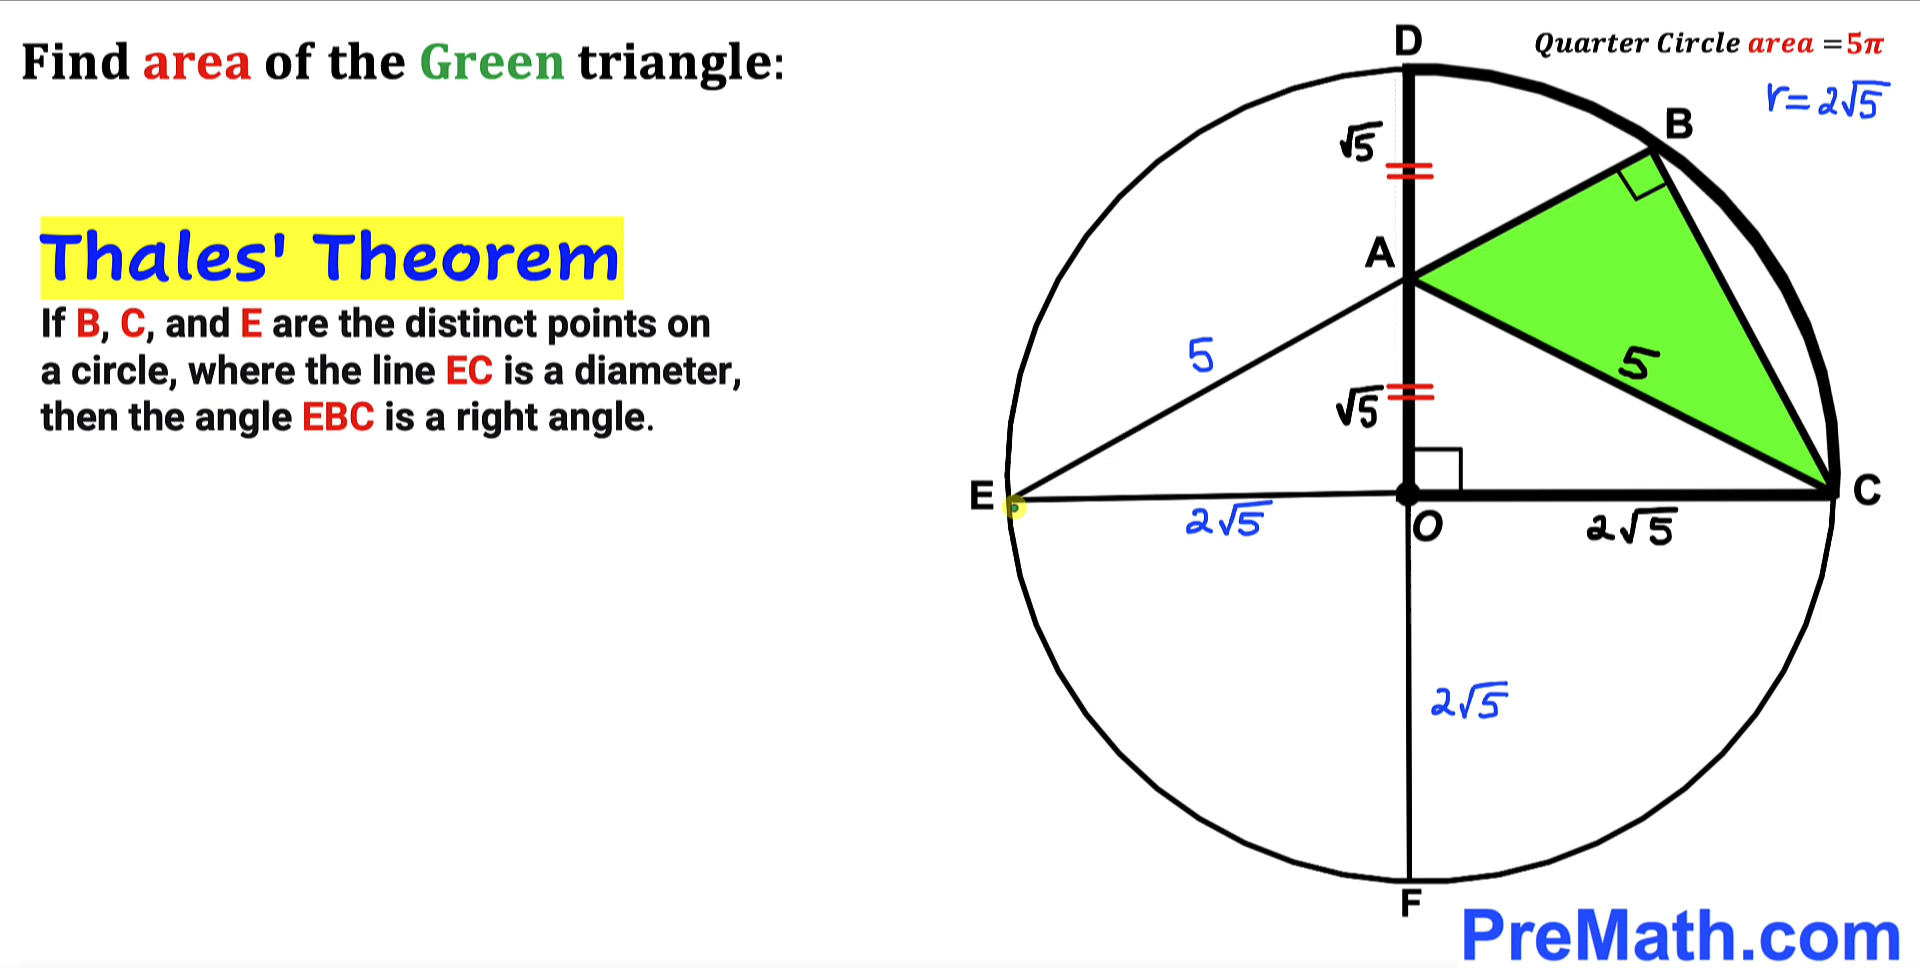 Find area of the Green triangle:
Thales' Theorem
If B, C, and E are the distinct points on
a circle, where the line EC is a diameter,
then the angle EBC is a right angle.
Quarter Circle area = 5π
r = 2√5
D
B
√5
A
5
5
√5
E
C
2√5
O
2√5
2√5
F
PreMath.com